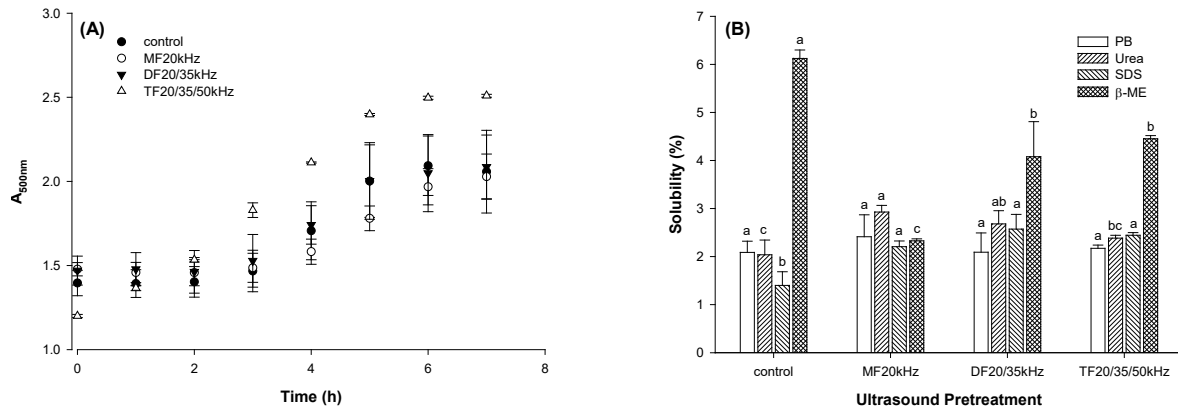 (A)
control
MF20kHz
DF20/35kHz
TF20/35/50kHz
3.0
2.5
2.0
1.5
1.0
A500nm
0 2 4 6 8
Time (h)
(B)
PB
Urea
SDS
β-ME
7
6
5
4
3
2
1
0
Solubility (%)
a c b a
a a a c
a ab a b
a bc a b
control MF20kHz DF20/35kHz TF20/35/50kHz
Ultrasound Pretreatment